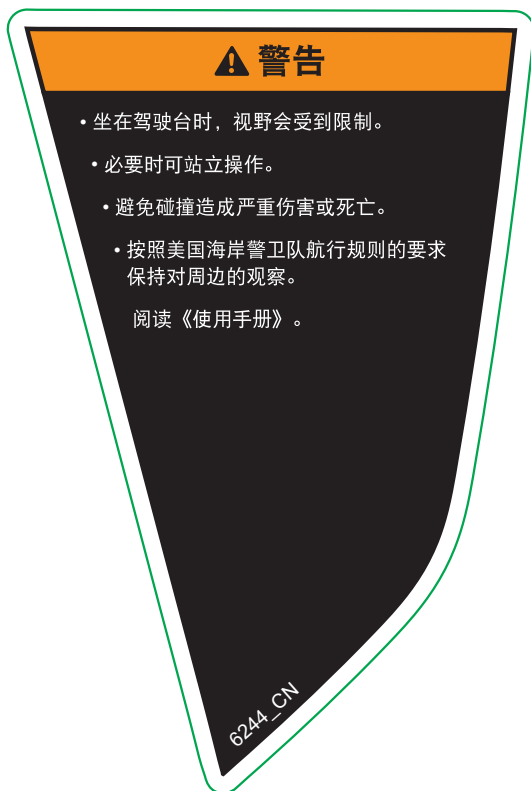 警告
• 坐在驾驶台时，视野会受到限制。
• 必要时可站立操作。
• 避免碰撞造成严重伤害或死亡。
• 按照美国海岸警卫队航行规则的要求
保持对周边的观察。
阅读《使用手册》。
6244_CN